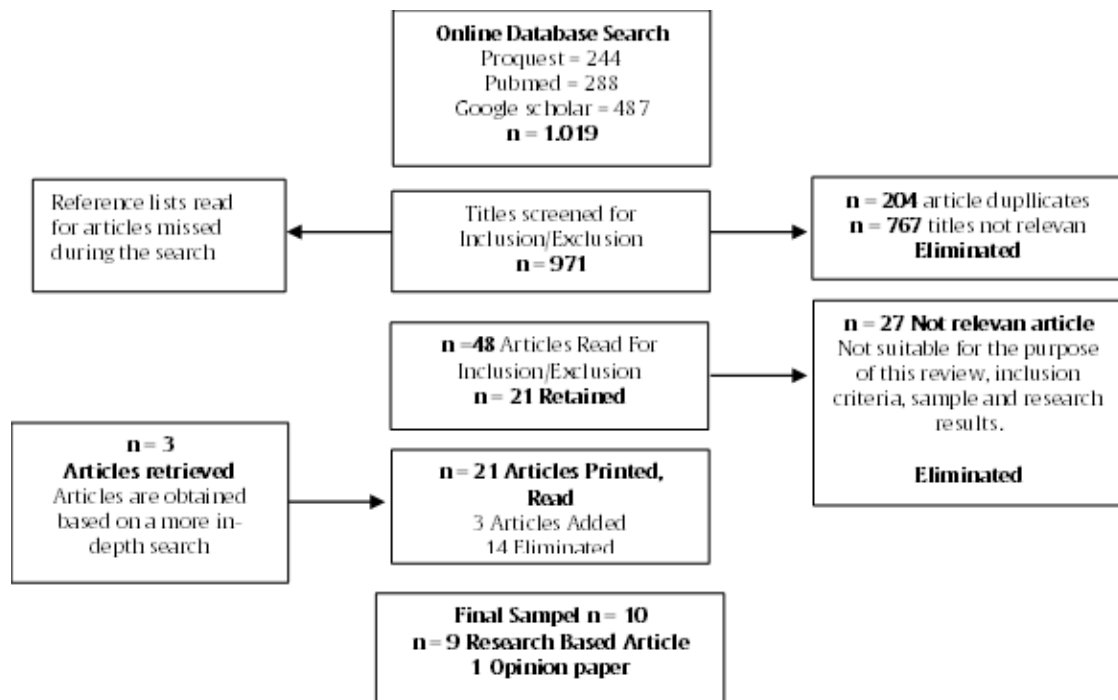 Online Database Search
Proquest = 244
Pubmed = 288
Google scholar = 487
n = 1.019
Reference lists read
for articles missed
during the search
Titles screened for
Inclusion/Exclusion
n = 971
n = 204 article dupllicates
n = 767 titles not relevan
Eliminated
n =48 Articles Read For
Inclusion/Exclusion
n = 21 Retained
n = 27 Not relevan article
Not suitable for the purpose
of this review, inclusion
criteria, sample and research
results.
Eliminated
n = 3
Articles retrieved
Articles are obtained
based on a more in-
depth search
n = 21 Articles Printed,
Read
3 Articles Added
14 Eliminated
Final Sampel n = 10
n = 9 Research Based Article
1 Opinion paper